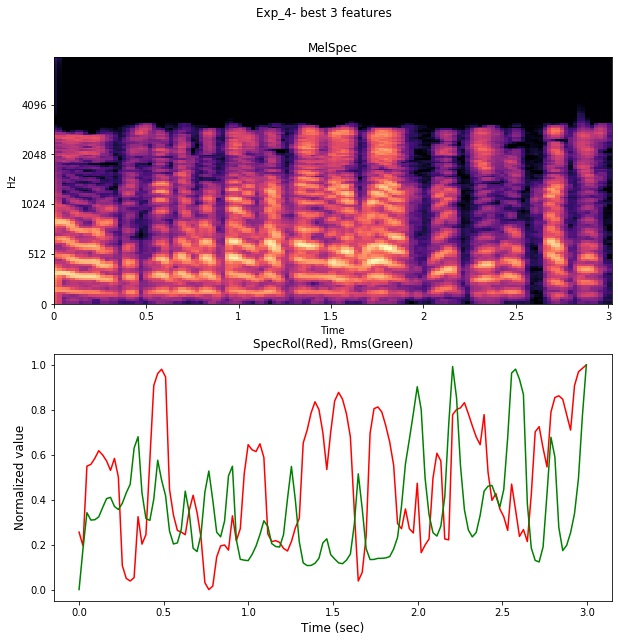 Exp_4- best 3 features
MelSpec
4096
2048
1024
512
0
Hz
0 0.5 1 1.5 2 2.5 3
Time
SpecRol(Red), Rms(Green)
1.0
0.8
0.6
0.4
0.2
0.0
Normalized value
0.0 0.5 1.0 1.5 2.0 2.5 3.0
Time (sec)